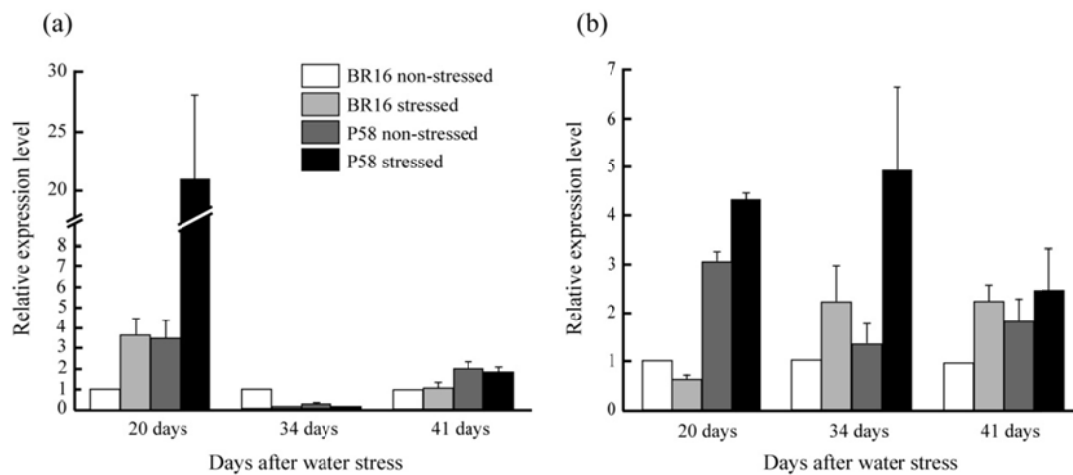 (a)
Relative expression level
30
25
20
8
7
6
5
4
3
2
1
0
BR16 non-stressed
BR16 stressed
P58 non-stressed
P58 stressed
20 days
34 days
41 days
Days after water stress
(b)
Relative expression level
7
6
5
4
3
2
1
0
20 days
34 days
41 days
Days after water stress